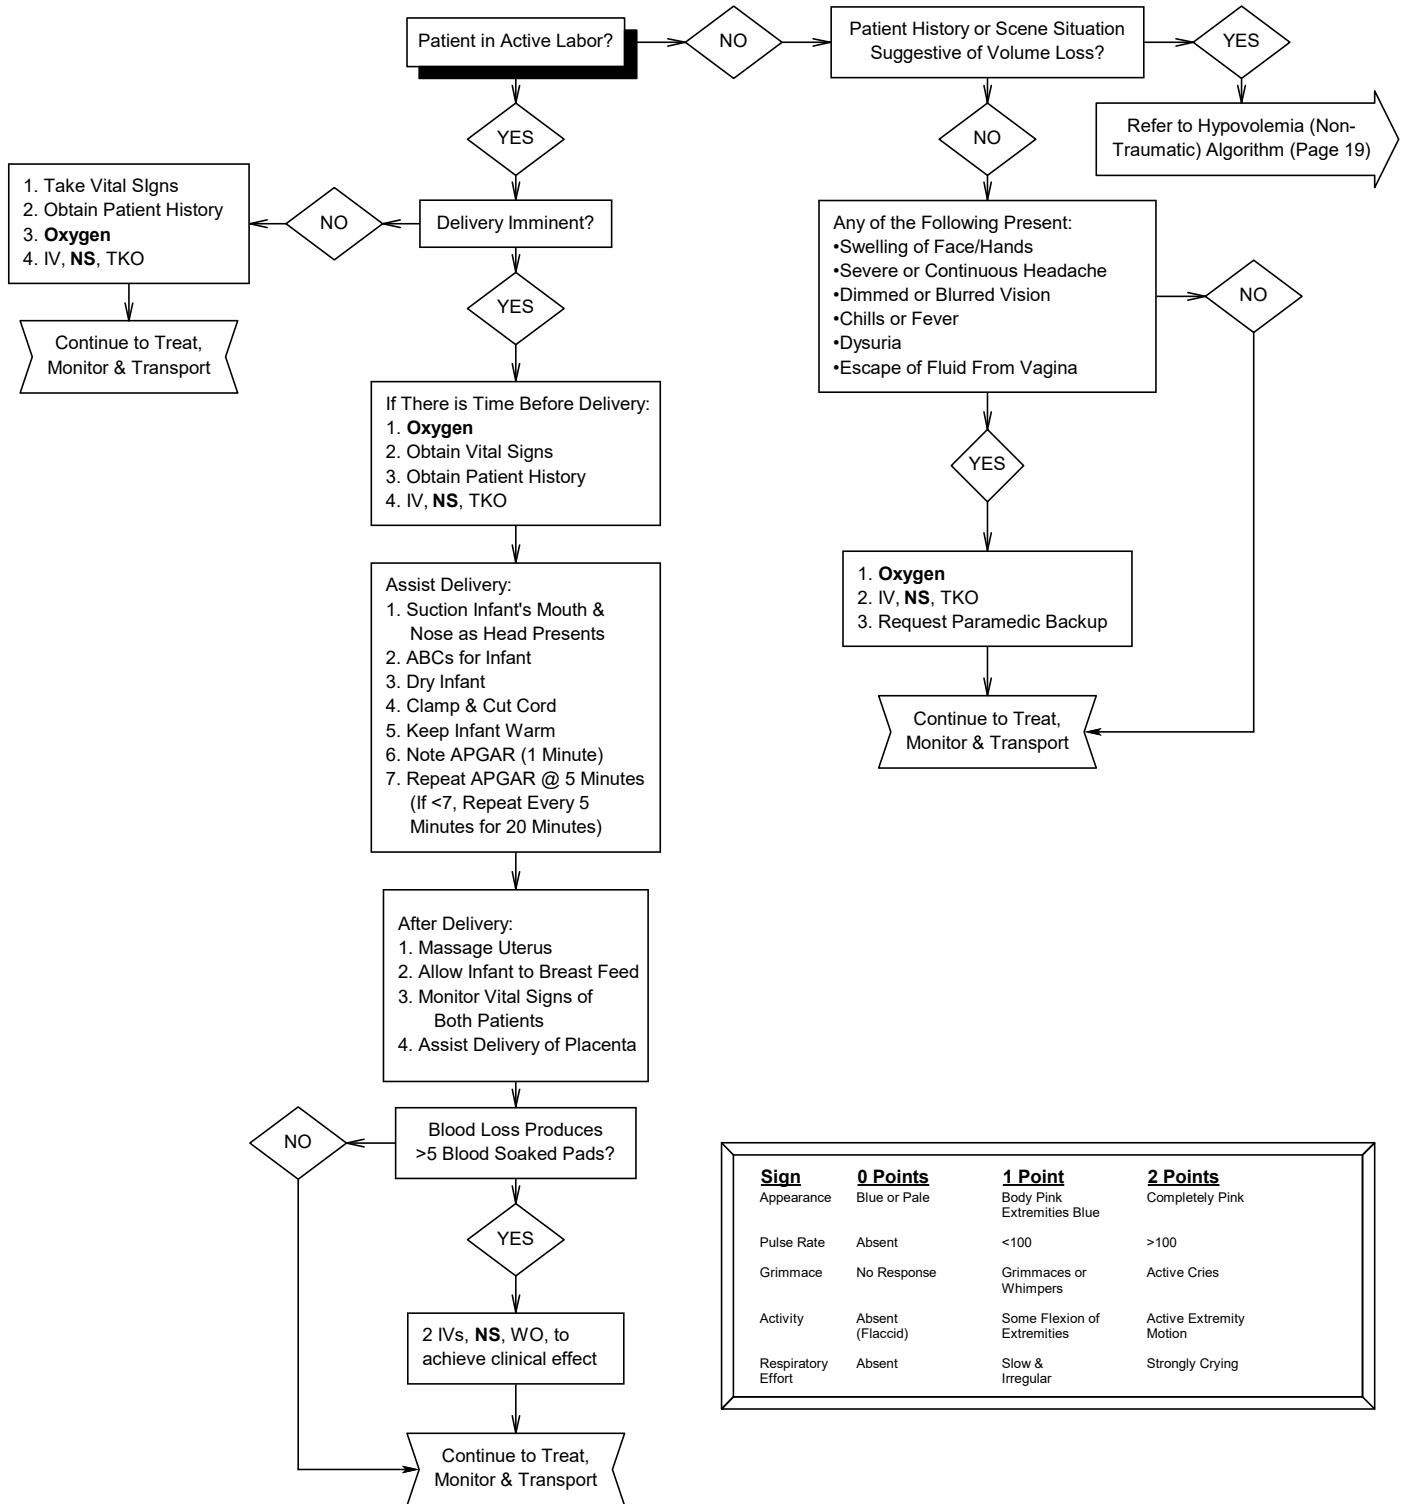 Patient in Active Labor?
NO
Patient History or Scene Situation
Suggestive of Volume Loss?
YES
Refer to Hypovolemia (Non-
Traumatic) Algorithm (Page 19)
YES
NO
1. Take Vital SIgns
2. Obtain Patient History
3. Oxygen
4. IV, NS, TKO
NO
Delivery Imminent?
Continue to Treat,
Monitor & Transport
YES
Any of the Following Present:
•Swelling of Face/Hands
•Severe or Continuous Headache
•Dimmed or Blurred Vision
•Chills or Fever
•Dysuria
•Escape of Fluid From Vagina
NO
YES
If There is Time Before Delivery:
1. Oxygen
2. Obtain Vital Signs
3. Obtain Patient History
4. IV, NS, TKO
1. Oxygen
2. IV, NS, TKO
3. Request Paramedic Backup
Continue to Treat,
Monitor & Transport
Assist Delivery:
1. Suction Infant's Mouth &
Nose as Head Presents
2. ABCs for Infant
3. Dry Infant
4. Clamp & Cut Cord
5. Keep Infant Warm
6. Note APGAR (1 Minute)
7. Repeat APGAR @ 5 Minutes
(If <7, Repeat Every 5
Minutes for 20 Minutes)
After Delivery:
1. Massage Uterus
2. Allow Infant to Breast Feed
3. Monitor Vital Signs of
Both Patients
4. Assist Delivery of Placenta
NO
Blood Loss Produces
>5 Blood Soaked Pads?
YES
2 IVs, NS, WO, to
achieve clinical effect
Continue to Treat,
Monitor & Transport
Sign 0 Points 1 Point 2 Points
Appearance Blue or Pale Body Pink Completely Pink
Extremities Blue
Pulse Rate Absent <100 >100
Grimmace No Response Grimmaces or Active Cries
Whimpers
Activity Absent Some Flexion of Active Extremity
(Flaccid) Extremities Motion
Respiratory Absent Slow & Strongly Crying
Effort Irregular